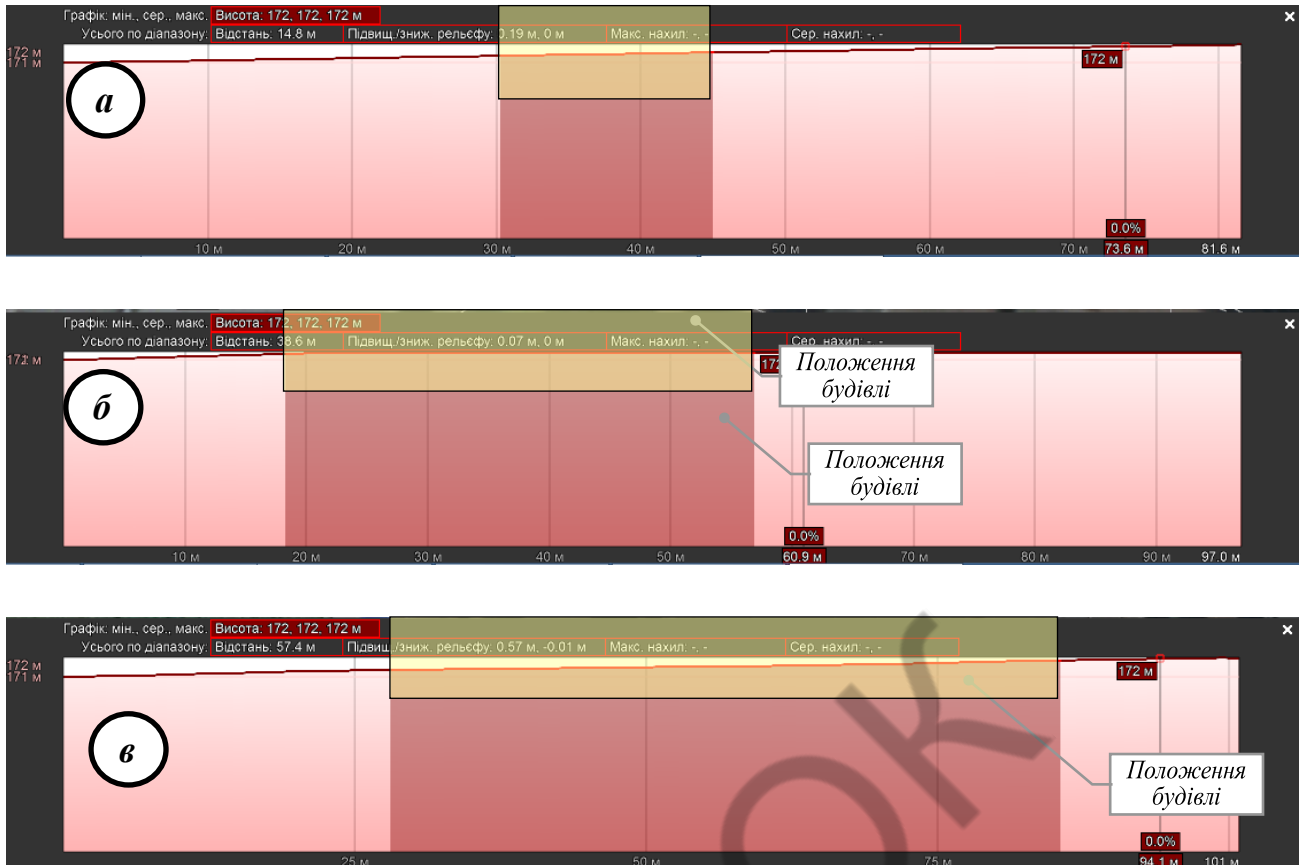 Графік: мін., сер., макс. Висота: 172, 172, 172 м
Усього по діапазону: Відстань: 14.8 м Підвищ./зниж. рельєфу: 0.19 м, 0 м Макс. нахил: -, - Сер. нахил: -, -
172 м
171 м
172 м
а
0.0%
10 м 20 м 30 м 40 м 50 м 60 м 70 м 73.6 м 81.6 м
Графік: мін., сер., макс. Висота: 172, 172, 172 м
Усього по діапазону: Відстань: 38.6 м Підвищ./зниж. рельєфу: 0.07 м, 0 м Макс. нахил: -, - Сер. нахил: -, -
172
Положення
будівлі
б
Положення
будівлі
0.0%
10 м 20 м 30 м 40 м 50 м 60.9 м 70 м 80 м 90 м 97.0 м
Графік: мін., сер., макс. Висота: 172, 172, 172 м
Усього по діапазону: Відстань: 57.4 м Підвищ./зниж. рельєфу: 0.57 м, -0.01 м Макс. нахил: -, - Сер. нахил: -, -
172 м
171 м
172 м
в
Положення
будівлі
0.0%
25 м 50 м 75 м 94.1 м 101 м
ОК